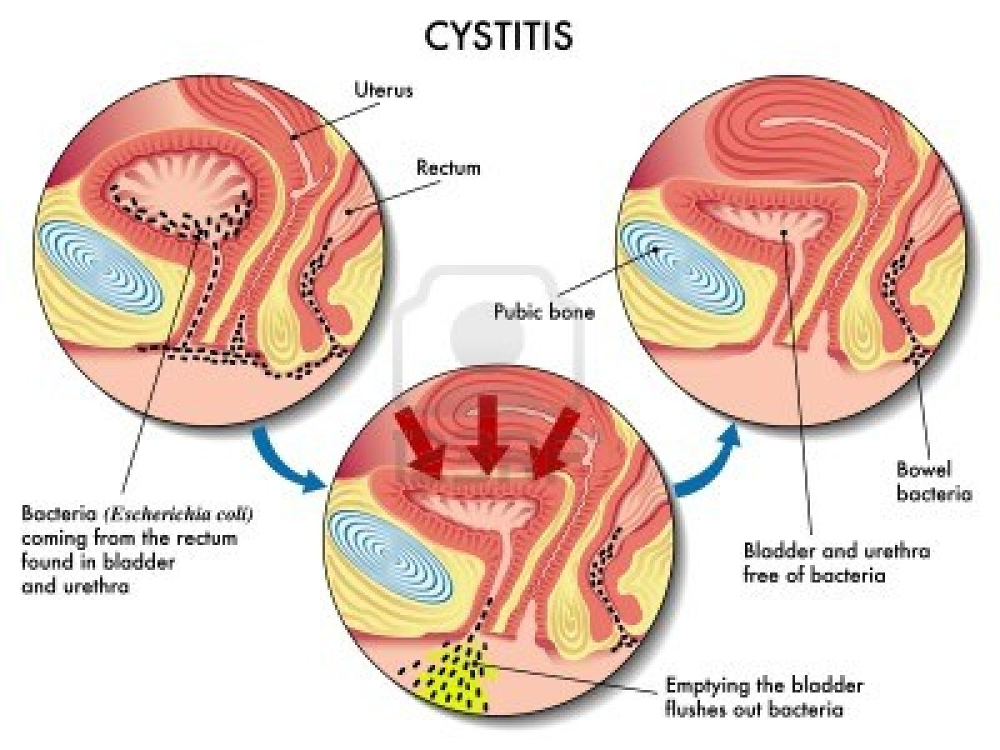 CYSTITIS
Uterus
Rectum
Pubic bone
Bacteria (Escherichia coli)
coming from the rectum
found in bladder
and urethra
Bowel
bacteria
Bladder and urethra
free of bacteria
Emptying the bladder
flushes out bacteria